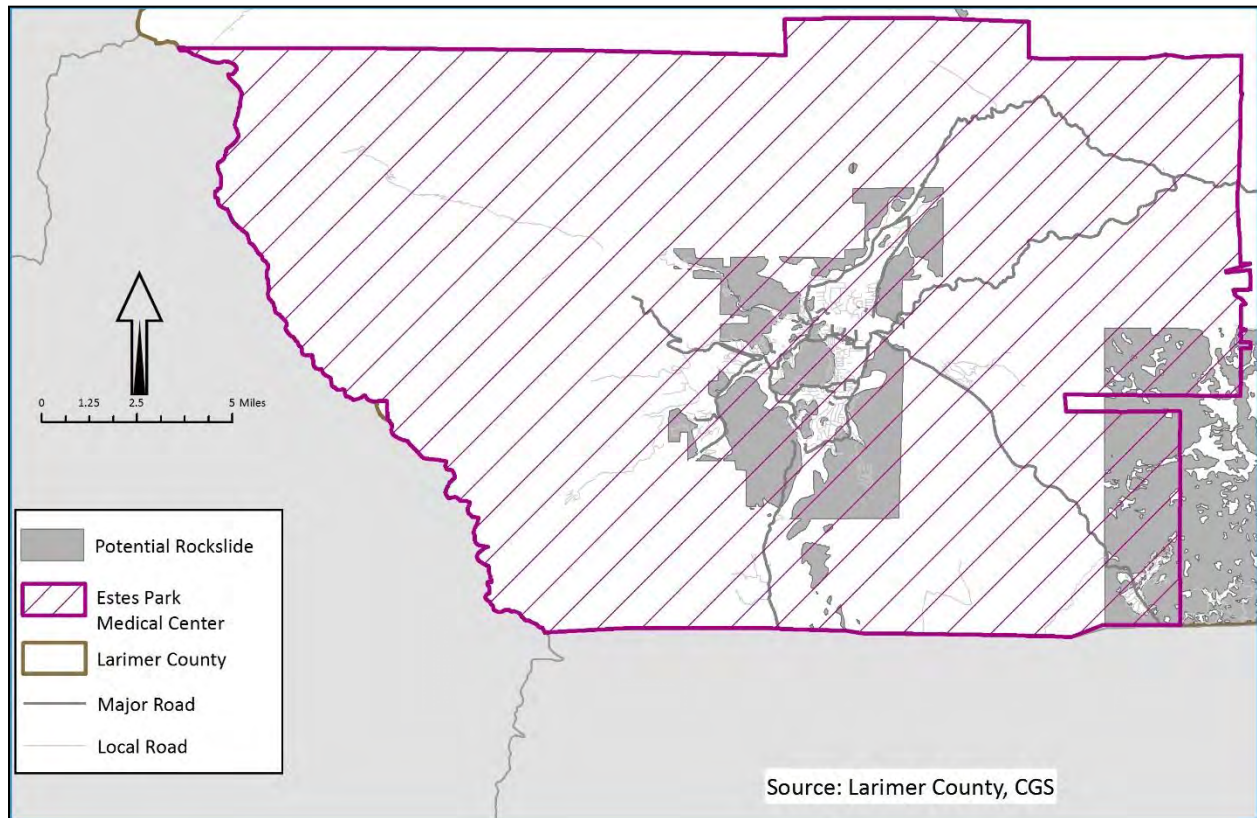 0 1.25 2.5 5 Miles
Potential Rockslide
Estes Park
Medical Center
Larimer County
Major Road
Local Road
Source: Larimer County, CGS